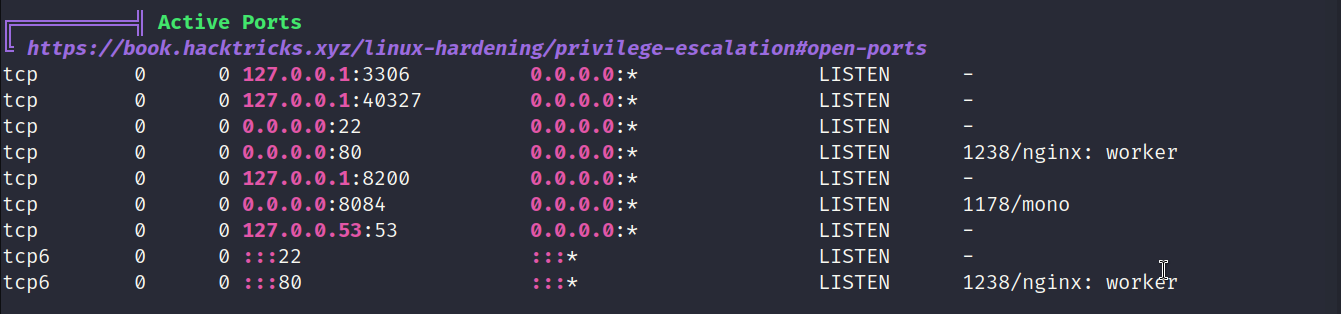 ╔══════════╣ Active Ports
╚ https://book.hacktricks.xyz/linux-hardening/privilege-escalation#open-ports
tcp        0      0 127.0.0.1:3306          0.0.0.0:*               LISTEN      -
tcp        0      0 127.0.0.1:40327         0.0.0.0:*               LISTEN      -
tcp        0      0 0.0.0.0:22              0.0.0.0:*               LISTEN      -
tcp        0      0 0.0.0.0:80              0.0.0.0:*               LISTEN      1238/nginx: worker
tcp        0      0 127.0.0.1:8200          0.0.0.0:*               LISTEN      -
tcp        0      0 0.0.0.0:8084            0.0.0.0:*               LISTEN      1178/mono
tcp        0      0 127.0.0.53:53           0.0.0.0:*               LISTEN      -
tcp6       0      0 :::22                   :::*                    LISTEN      -
tcp6       0      0 :::80                   :::*                    LISTEN      1238/nginx: worker